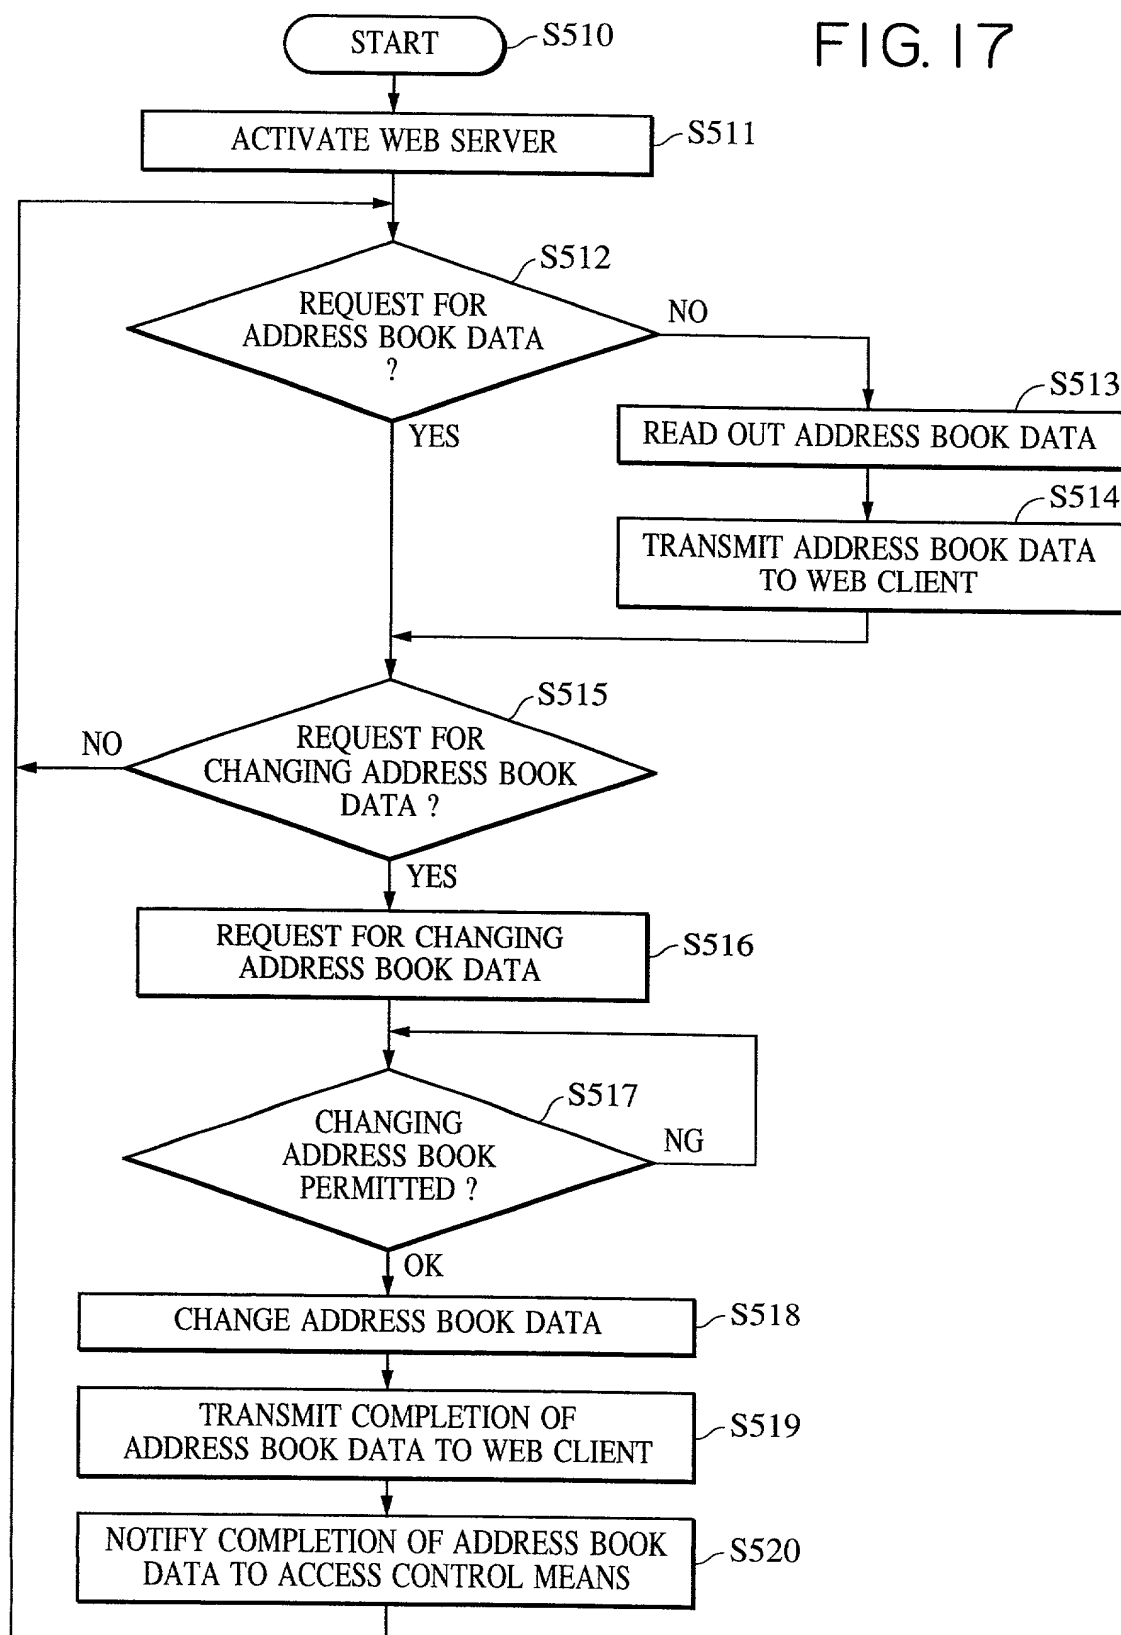 FIG. 17
START
S510
ACTIVATE WEB SERVER
S511
S512
REQUEST FOR
ADDRESS BOOK DATA
?
NO
YES
S513
READ OUT ADDRESS BOOK DATA
S514
TRANSMIT ADDRESS BOOK DATA
TO WEB CLIENT
S515
REQUEST FOR
CHANGING ADDRESS BOOK
DATA ?
NO
YES
REQUEST FOR CHANGING
ADDRESS BOOK DATA
S516
S517
CHANGING
ADDRESS BOOK
PERMITTED ?
NG
OK
CHANGE ADDRESS BOOK DATA
S518
TRANSMIT COMPLETION OF
ADDRESS BOOK DATA TO WEB CLIENT
S519
NOTIFY COMPLETION OF ADDRESS BOOK
DATA TO ACCESS CONTROL MEANS
S520